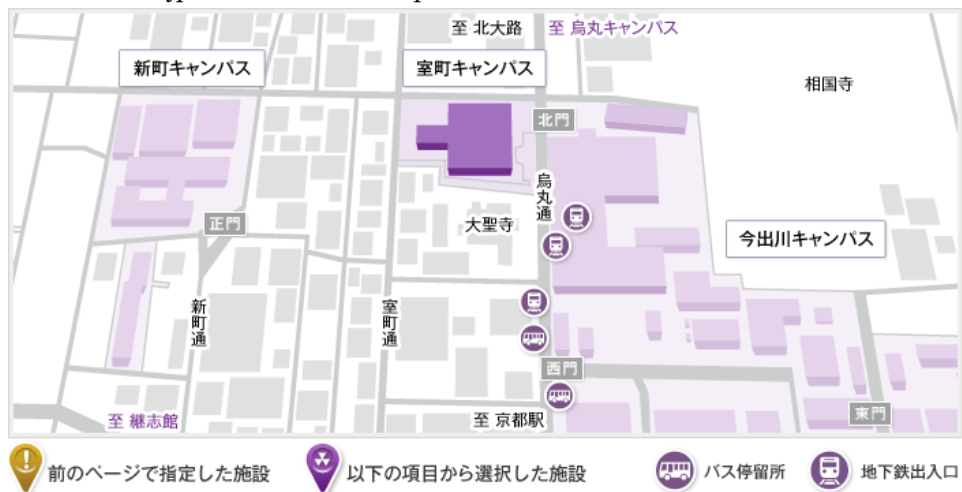 至 北大路
至 烏丸キャンパス
新町キャンパス
室町キャンパス
相国寺
北門
烏丸通
正門
大聖寺
今出川キャンパス
新町通
室町通
西門
至 継志館
至 京都駅
東門
前のページで指定した施設
以下の項目から選択した施設
バス停留所
地下鉄出入口